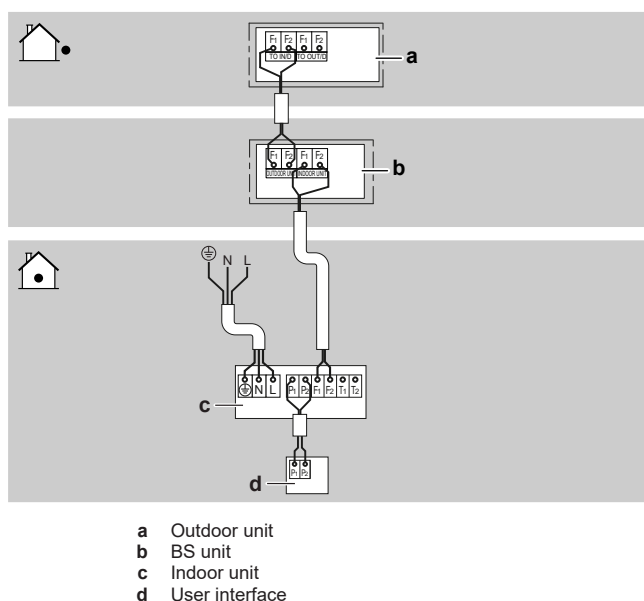 F1 F2 F1 F2
TO IN/D TO OUT/D
a
F1 F2 F1 F2
OUTDOOR UNIT INDOOR UNIT
b
N L
N L P1 P2 F1 F2 T1 T2
c
P1 P2
d
a Outdoor unit
b BS unit
c Indoor unit
d User interface